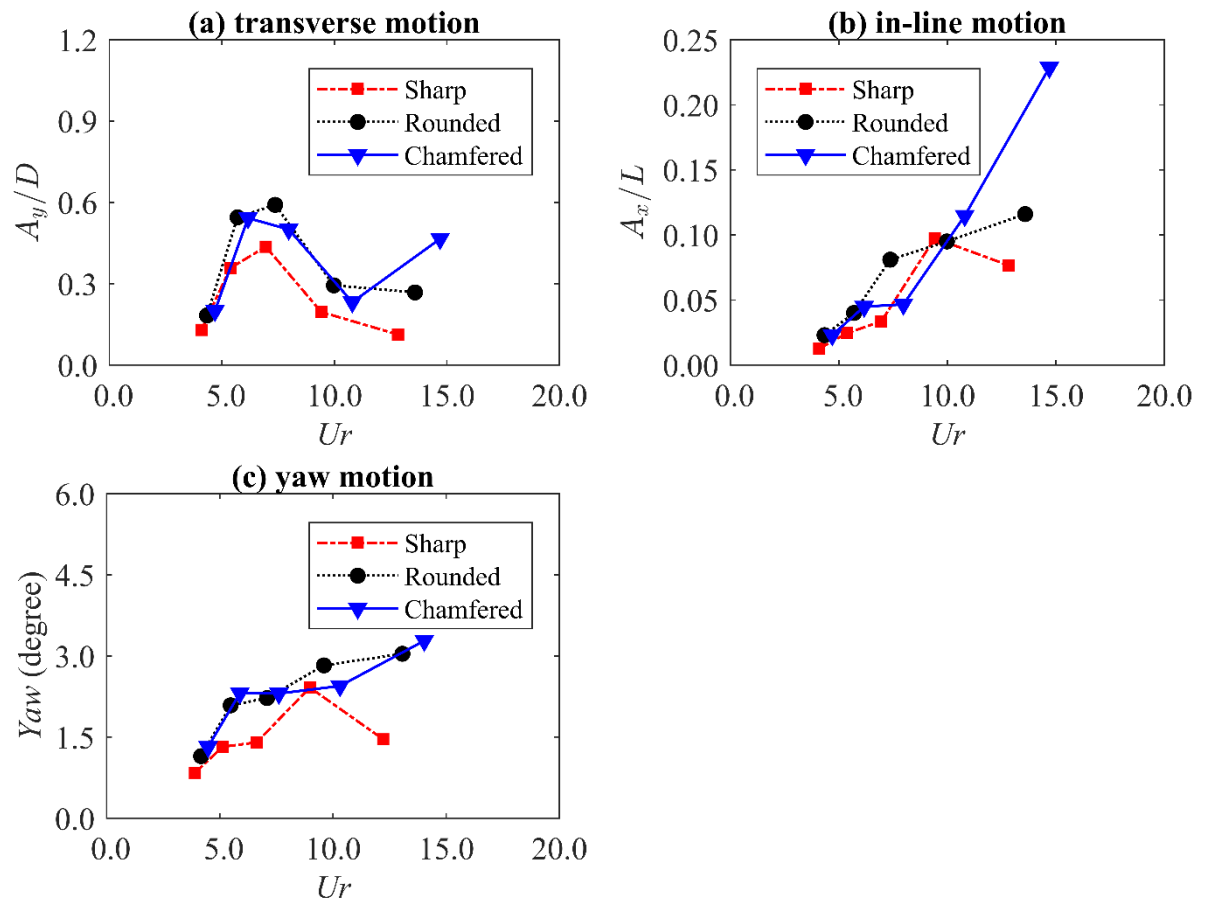 (a) transverse motion
1.2
0.9
0.6
0.3
0.0
A_y/D
Sharp
Rounded
Chamfered
0.0 5.0 10.0 15.0 20.0
Ur
(b) in-line motion
0.25
0.20
0.15
0.10
0.05
0.00
A_x/L
Sharp
Rounded
Chamfered
0.0 5.0 10.0 15.0 20.0
Ur
(c) yaw motion
6.0
4.5
3.0
1.5
0.0
Yaw (degree)
Sharp
Rounded
Chamfered
0.0 5.0 10.0 15.0 20.0
Ur